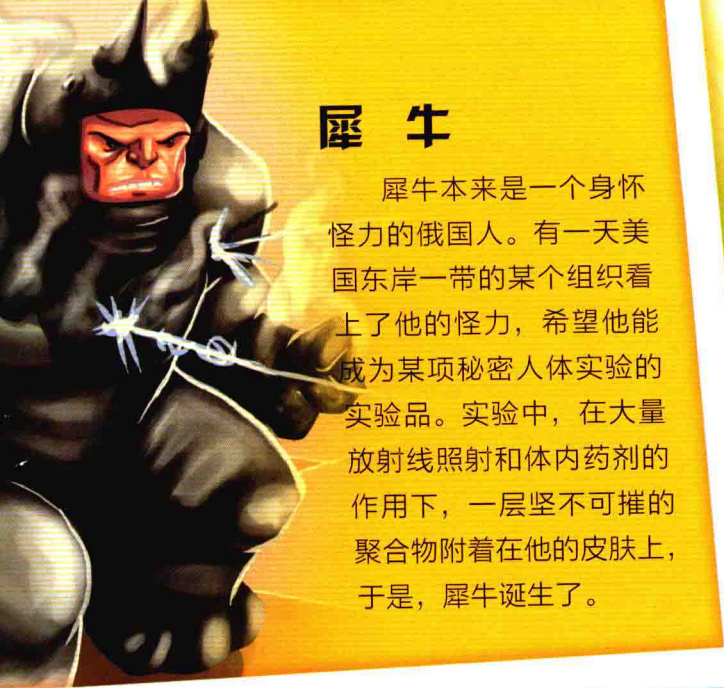 犀牛
犀牛本来是一个身怀
怪力的俄国人。有一天美
国东岸一带的某个组织看
上了他的怪力，希望他能
成为某项秘密人体实验的
实验品。实验中，在大量
放射线照射和体内药剂的
作用下，一层坚不可摧的
聚合物附着在他的皮肤上，
于是，犀牛诞生了。